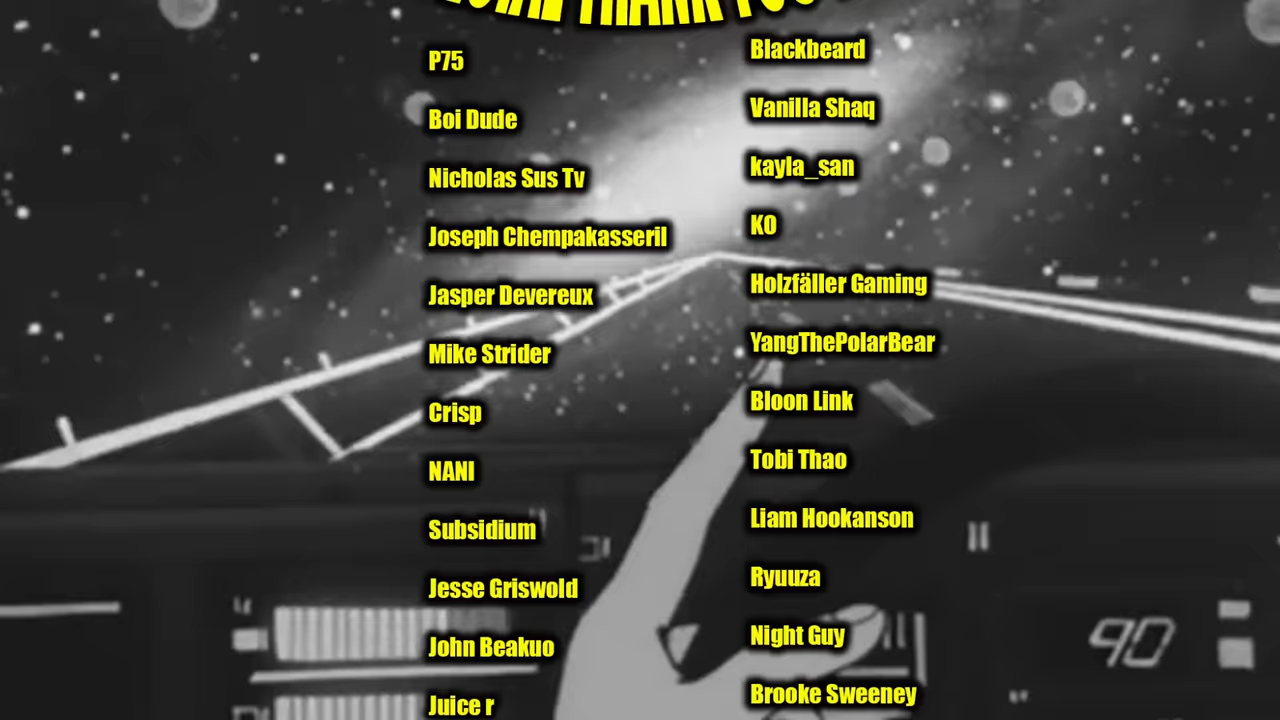 THANK YOU
P75
Boi Dude
Nicholas Sus Tv
Joseph Chempakasseril
Jasper Devereux
Mike Strider
Crisp
NANI
Subsidium
Jesse Griswold
John Beakuo
Juice r
Blackbeard
Vanilla Shaq
kayla_san
KO
Holzfäller Gaming
YangThePolarBear
Bloon Link
Tobi Thao
Liam Hookanson
Ryuuza
Night Guy
Brooke Sweeney
90